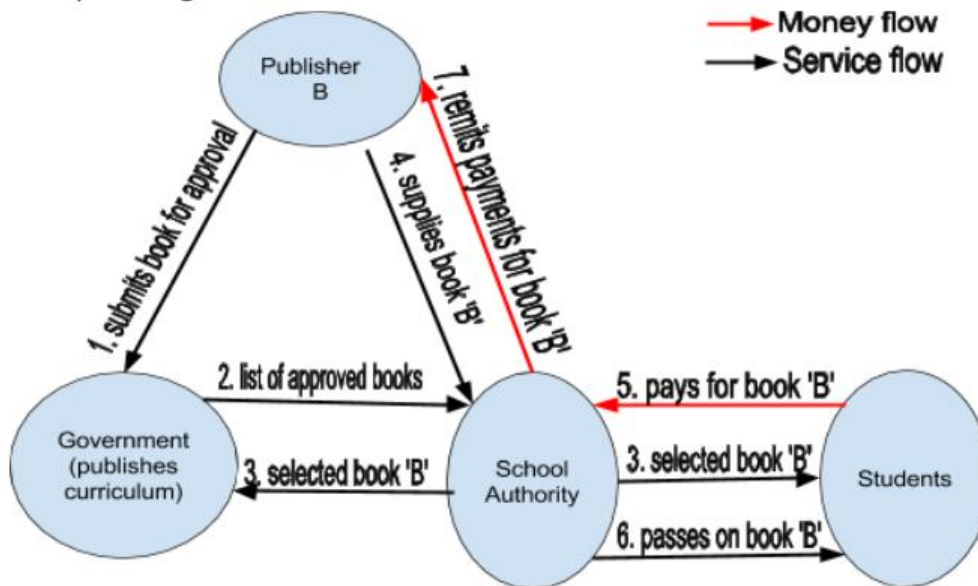 Money flow
Service flow
Publisher
B
1. submits book for approval
4. supplies book 'B'
7. remits payments for book 'B'
2. list of approved books
5. pays for book 'B'
Government
(publishes
curriculum)
3. selected book 'B'
School
Authority
3. selected book 'B'
Students
6. passes on book 'B'